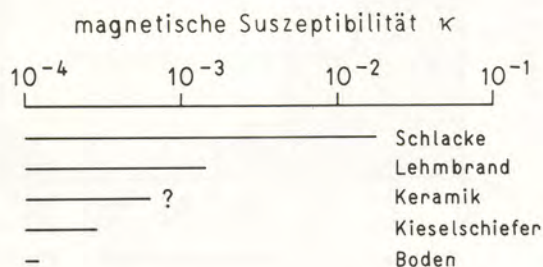 magnetische Suszeptibilität κ
10⁻⁴ 10⁻³ 10⁻² 10⁻¹
Schlacke
Lehmbrand
? Keramik
Kieselschiefer
Boden